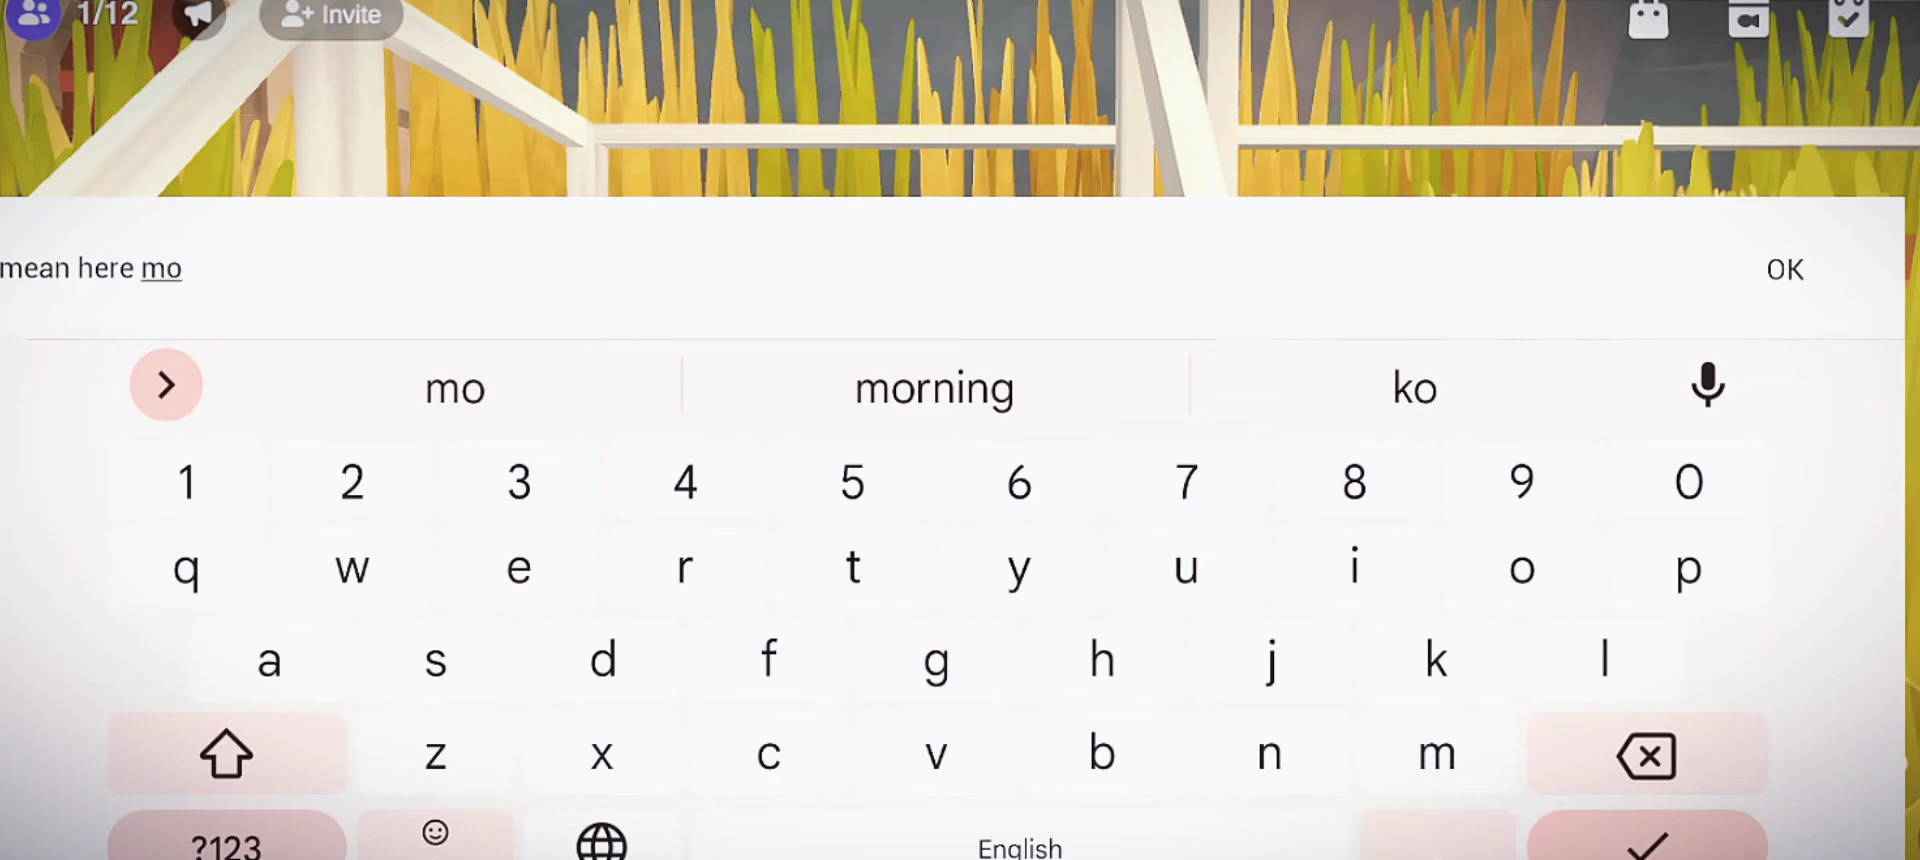 1/12 Invite
mean here mo OK
mo morning ko
1 2 3 4 5 6 7 8 9 0
q w e r t y u i o p
a s d f g h j k l
z x c v b n m
?123 English